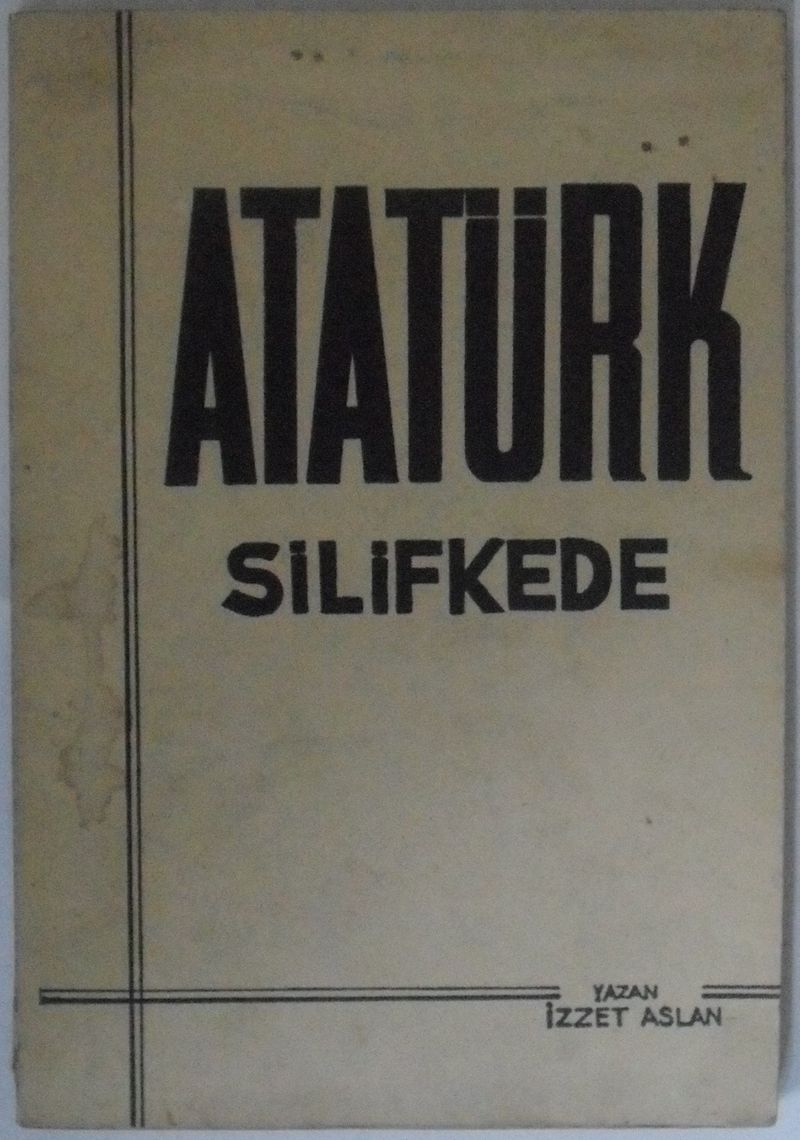 ATATÜRK
SİLİFKEDE
YAZAN
İZZET ASLAN